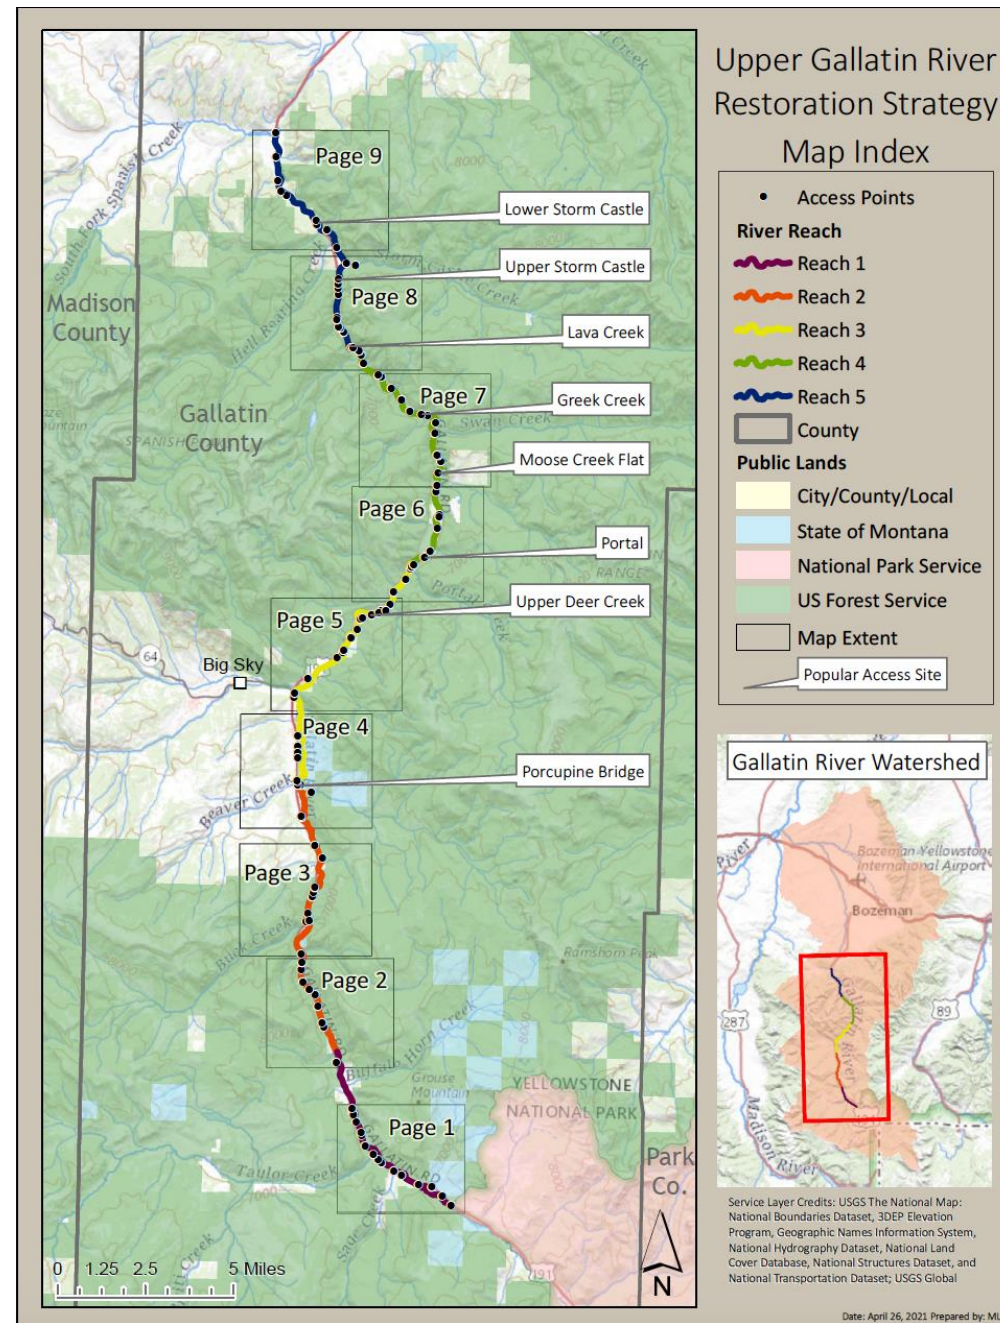 Upper Gallatin River
Restoration Strategy
Map Index
Access Points
River Reach
Reach 1
Reach 2
Reach 3
Reach 4
Reach 5
County
Public Lands
City/County/Local
State of Montana
National Park Service
US Forest Service
Map Extent
Popular Access Site
Page 9
Lower Storm Castle
South Fork Spanish Creek
Storm Castle Creek
Upper Storm Castle
Page 8
Madison
County
Hell Roaring Creek
Lava Creek
Page 7
Greek Creek
Gallatin
County
Swan Creek
Moose Creek Flat
Page 6
Portal
RANGE
Portal Creek
Upper Deer Creek
Page 5
64
Big Sky
Page 4
Porcupine Bridge
Beaver Creek
Page 3
Buck Creek
Ramshorn Peak
Page 2
Buffalo Horn Creek
Grouse
Mountain
YELLOWSTONE
NATIONAL PARK
Page 1
Park
Co.
Taylor Creek
7000
Sage Creek
191
0 1.25 2.5 5 Miles
N
Gallatin River Watershed
River
Bozeman-Yellowstone
International Airport
Bozeman
89
287
Gallatin River
Madison River
Service Layer Credits: USGS The National Map:
National Boundaries Dataset, 3DEP Elevation
Program, Geographic Names Information System,
National Hydrography Dataset, National Land
Cover Database, National Structures Dataset, and
National Transportation Dataset; USGS Global
Date: April 26, 2021 Prepared by: